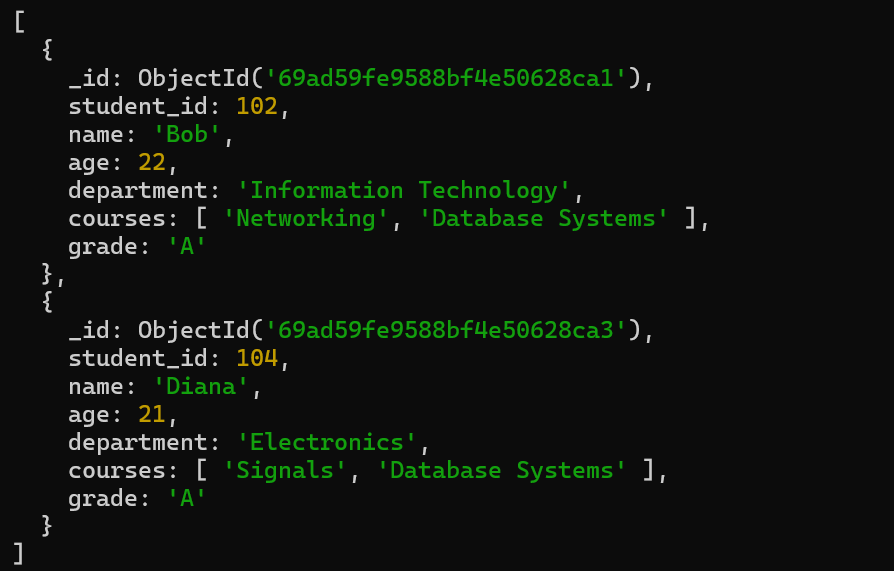 [
  {
    _id: ObjectId('69ad59fe9588bf4e50628ca1'),
    student_id: 102,
    name: 'Bob',
    age: 22,
    department: 'Information Technology',
    courses: [ 'Networking', 'Database Systems' ],
    grade: 'A'
  },
  {
    _id: ObjectId('69ad59fe9588bf4e50628ca3'),
    student_id: 104,
    name: 'Diana',
    age: 21,
    department: 'Electronics',
    courses: [ 'Signals', 'Database Systems' ],
    grade: 'A'
  }
]